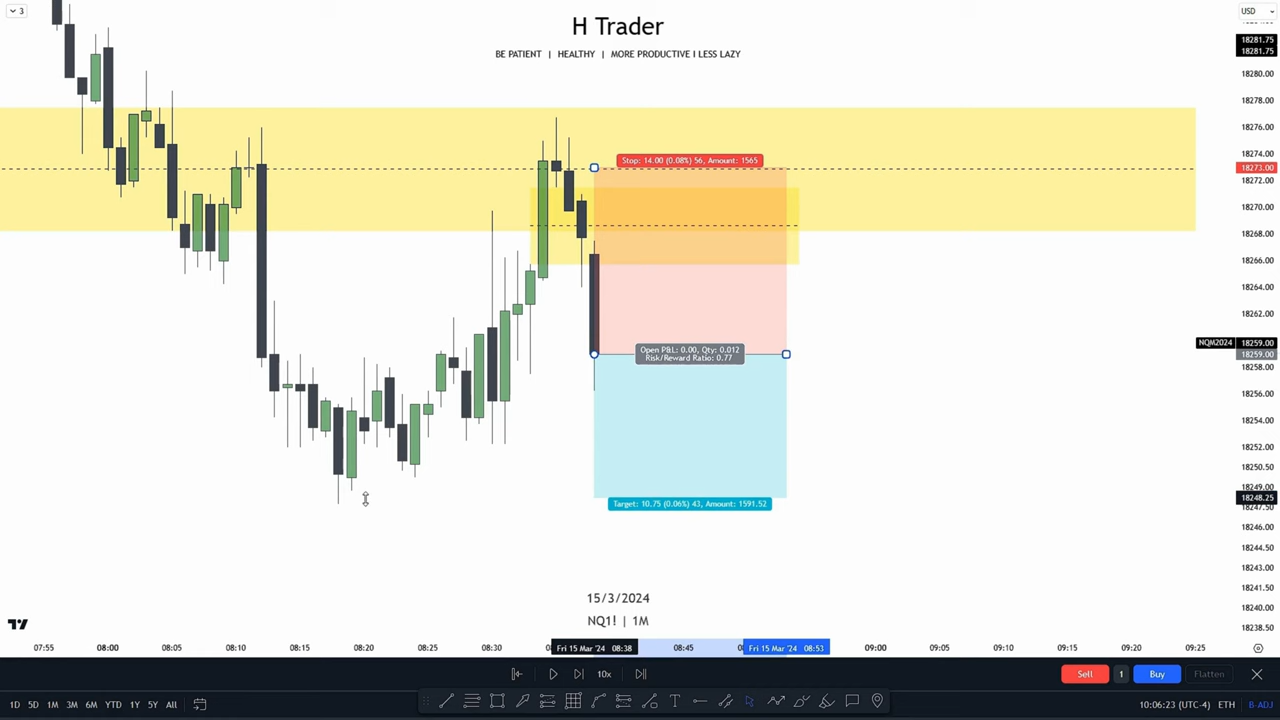 3
H Trader
BE PATIENT | HEALTHY | MORE PRODUCTIVE I LESS LAZY
USD
18281.75
18281.75
18280.00
18278.00
18276.00
18274.00
18273.00
18272.00
18270.00
18268.00
18266.00
18264.00
18262.00
NQM2024 18259.00
18259.00
18258.00
18256.00
18254.00
18252.00
18250.50
18249.00
18248.25
18247.50
18246.00
18244.50
18243.00
18241.50
18240.00
18238.50
Stop: 14.00 (0.08%) 56, Amount: 1565
Open P&L: 0.00, Qty: 0.012
Risk/Reward Ratio: 0.77
Target: 10.75 (0.06%) 43, Amount: 1591.52
15/3/2024
NQ1! | 1M
07:55 08:00 08:05 08:10 08:15 08:20 08:25 08:30 Fri 15 Mar '24 08:38 08:45 Fri 15 Mar '24 08:53 09:00 09:05 09:10 09:15 09:20 09:25
10x
Sell 1 Buy Flatten
1D 5D 1M 3M 6M YTD 1Y 5Y All
10:06:23 (UTC-4) ETH B-ADJ